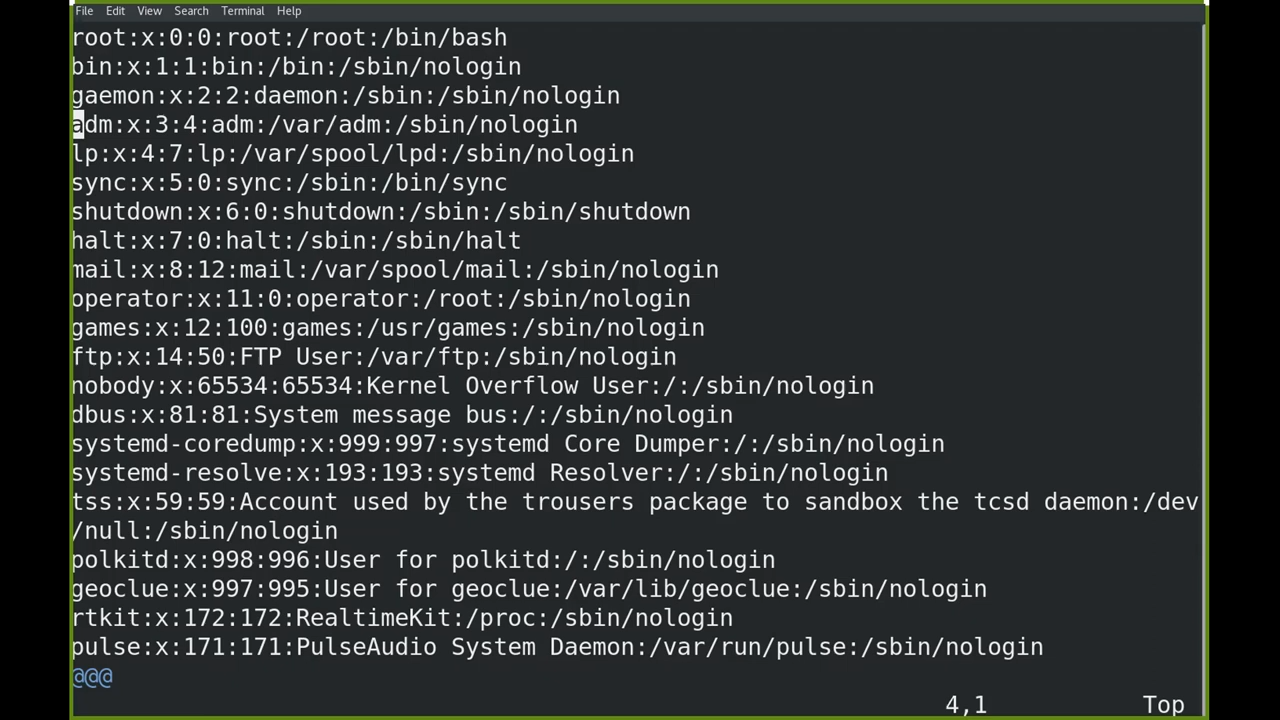 File Edit View Search Terminal Help
root:x:0:0:root:/root:/bin/bash
bin:x:1:1:bin:/bin:/sbin/nologin
gaemon:x:2:2:daemon:/sbin:/sbin/nologin
adm:x:3:4:adm:/var/adm:/sbin/nologin
lp:x:4:7:lp:/var/spool/lpd:/sbin/nologin
sync:x:5:0:sync:/sbin:/bin/sync
shutdown:x:6:0:shutdown:/sbin:/sbin/shutdown
halt:x:7:0:halt:/sbin:/sbin/halt
mail:x:8:12:mail:/var/spool/mail:/sbin/nologin
operator:x:11:0:operator:/root:/sbin/nologin
games:x:12:100:games:/usr/games:/sbin/nologin
ftp:x:14:50:FTP User:/var/ftp:/sbin/nologin
nobody:x:65534:65534:Kernel Overflow User:/:/sbin/nologin
dbus:x:81:81:System message bus:/:/sbin/nologin
systemd-coredump:x:999:997:systemd Core Dumper:/:/sbin/nologin
systemd-resolve:x:193:193:systemd Resolver:/:/sbin/nologin
tss:x:59:59:Account used by the trousers package to sandbox the tcsd daemon:/dev
/null:/sbin/nologin
polkitd:x:998:996:User for polkitd:/:/sbin/nologin
geoclue:x:997:995:User for geoclue:/var/lib/geoclue:/sbin/nologin
rtkit:x:172:172:RealtimeKit:/proc:/sbin/nologin
pulse:x:171:171:PulseAudio System Daemon:/var/run/pulse:/sbin/nologin
@@@
4,1 Top